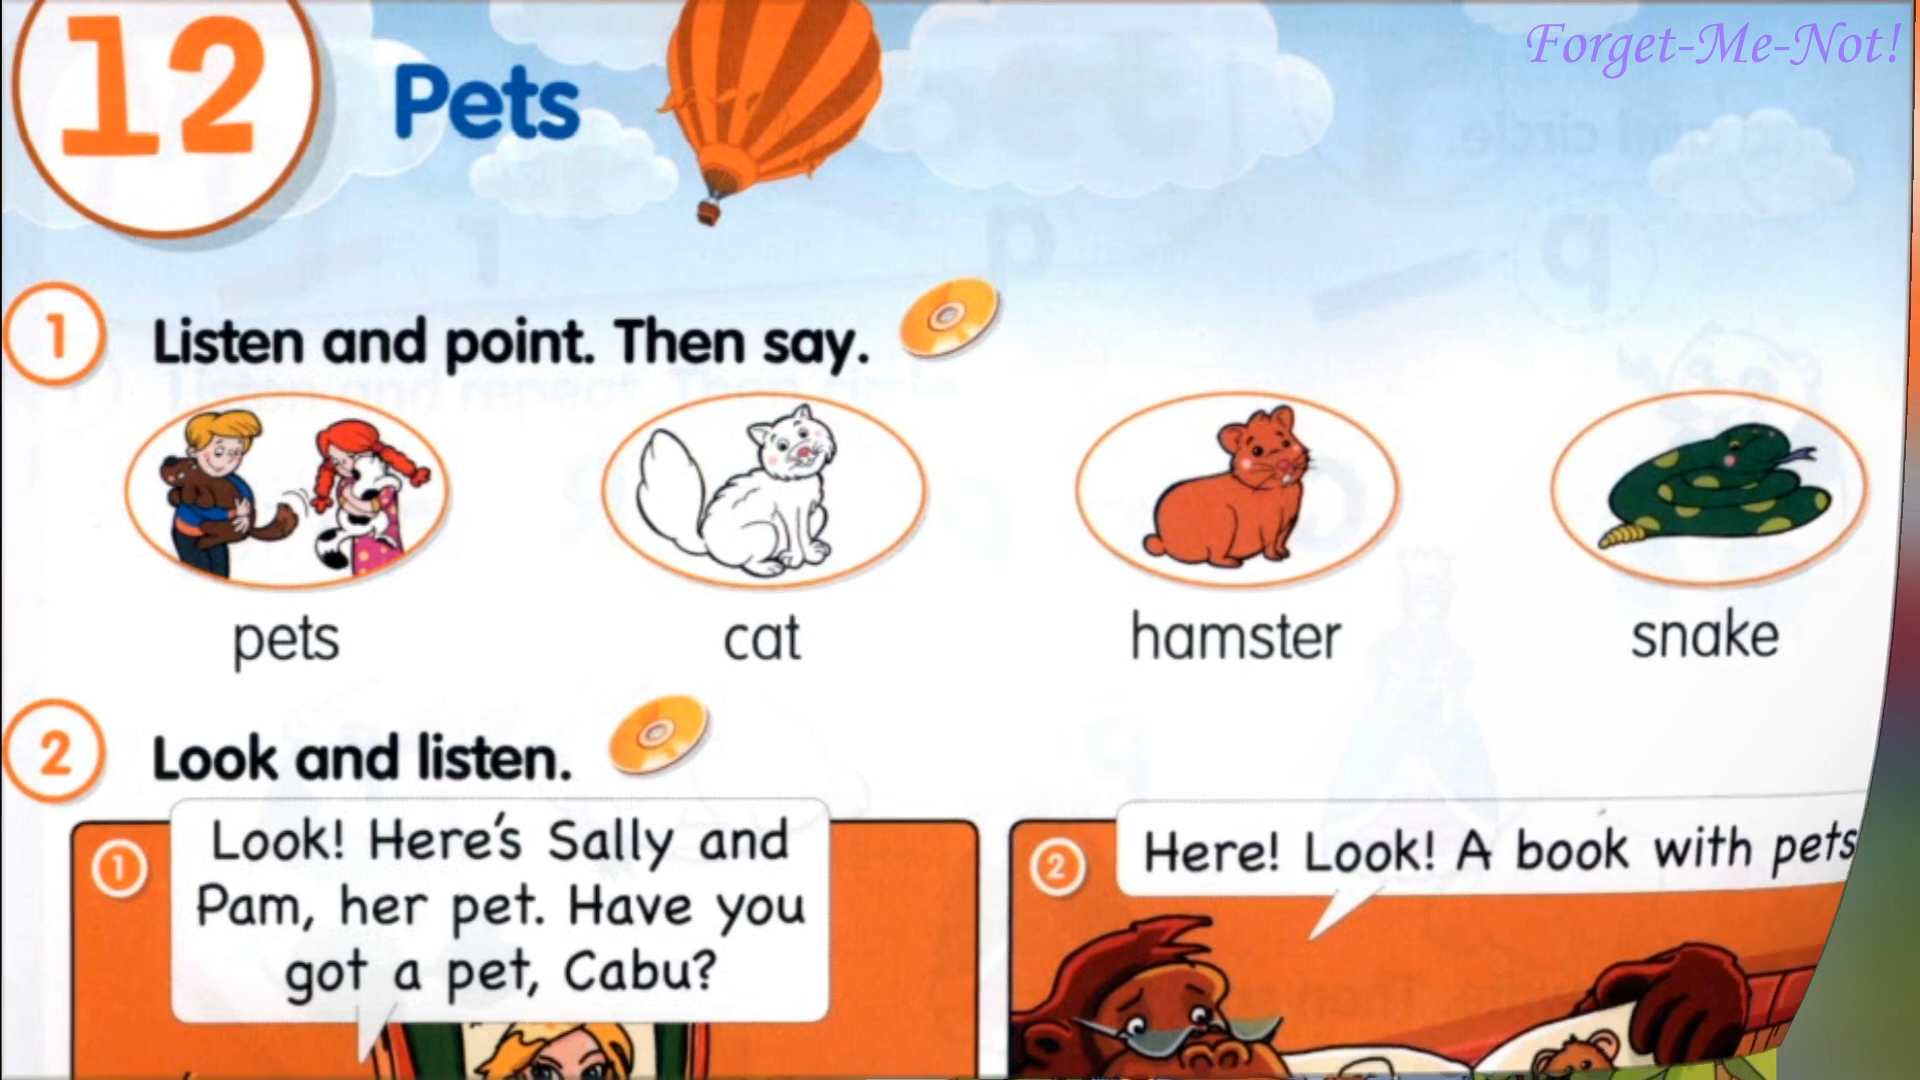 Forget-Me-Not!
12
Pets
1 Listen and point. Then say.
pets
cat
hamster
snake
2 Look and listen.
1
Look! Here's Sally and
Pam, her pet. Have you
got a pet, Cabu?
2
Here! Look! A book with pets